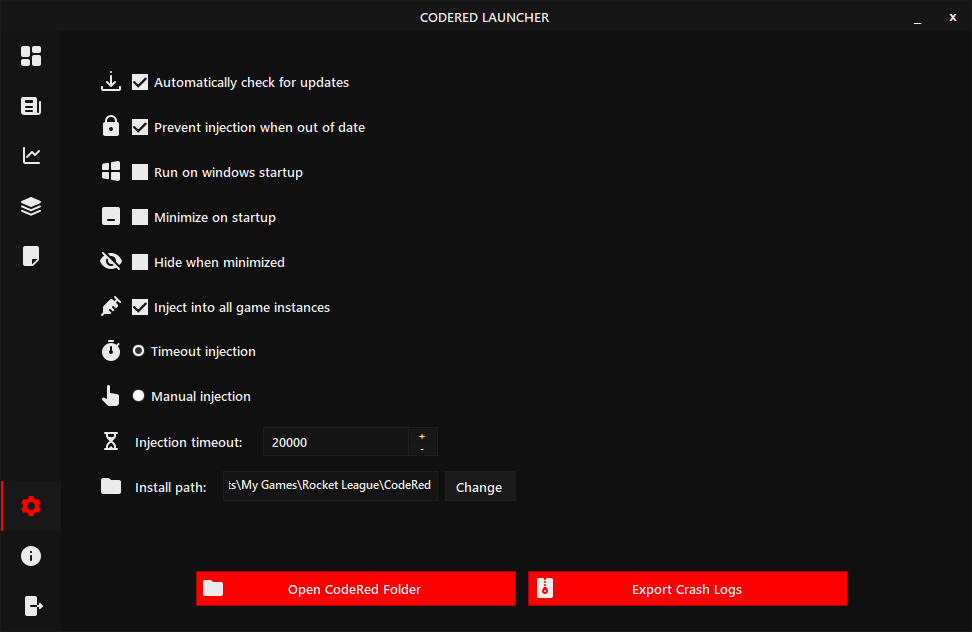 CODERED LAUNCHER
_ x
Automatically check for updates
Prevent injection when out of date
Run on windows startup
Minimize on startup
Hide when minimized
Inject into all game instances
Timeout injection
Manual injection
Injection timeout: 20000 + -
Install path: ts\My Games\Rocket League\CodeRed Change
Open CodeRed Folder Export Crash Logs